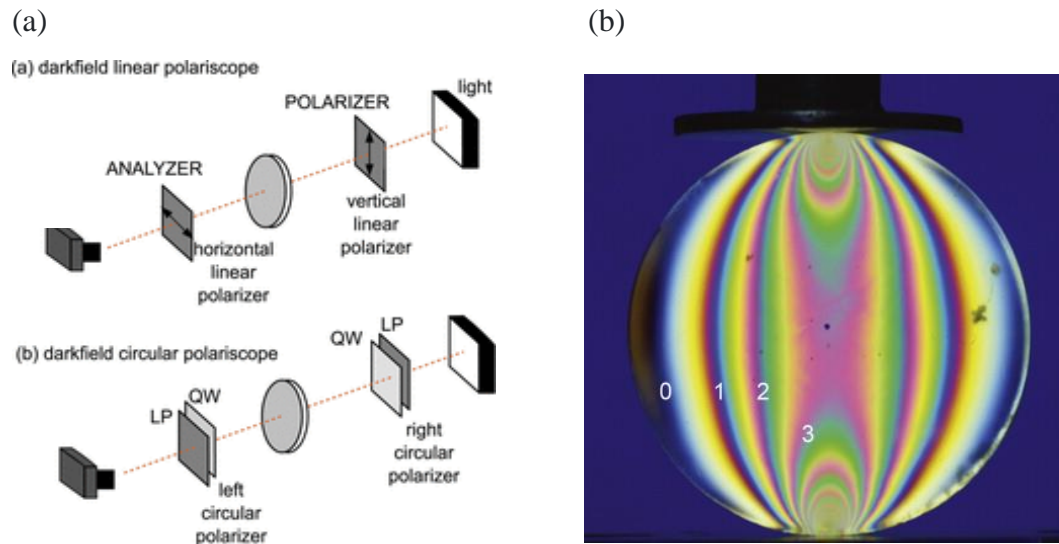 (a)
(b)
(a) darkfield linear polariscope
light
POLARIZER
ANALYZER
vertical
linear
polarizer
horizontal
linear
polarizer
(b) darkfield circular polariscope
LP
QW
QW
LP
right
circular
polarizer
left
circular
polarizer
0
1
2
3